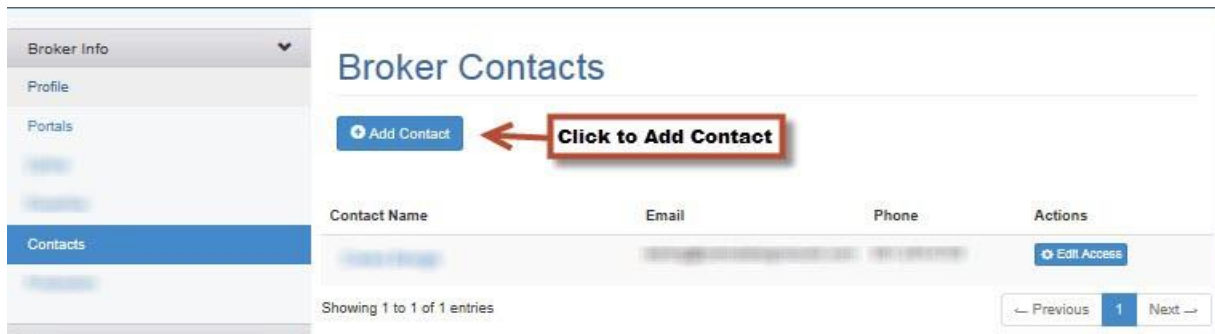 Broker Info
Profile
Portals
Contacts
Broker Contacts
Add Contact
Click to Add Contact
Contact Name Email Phone Actions
Edit Access
Showing 1 to 1 of 1 entries
← Previous 1 Next →